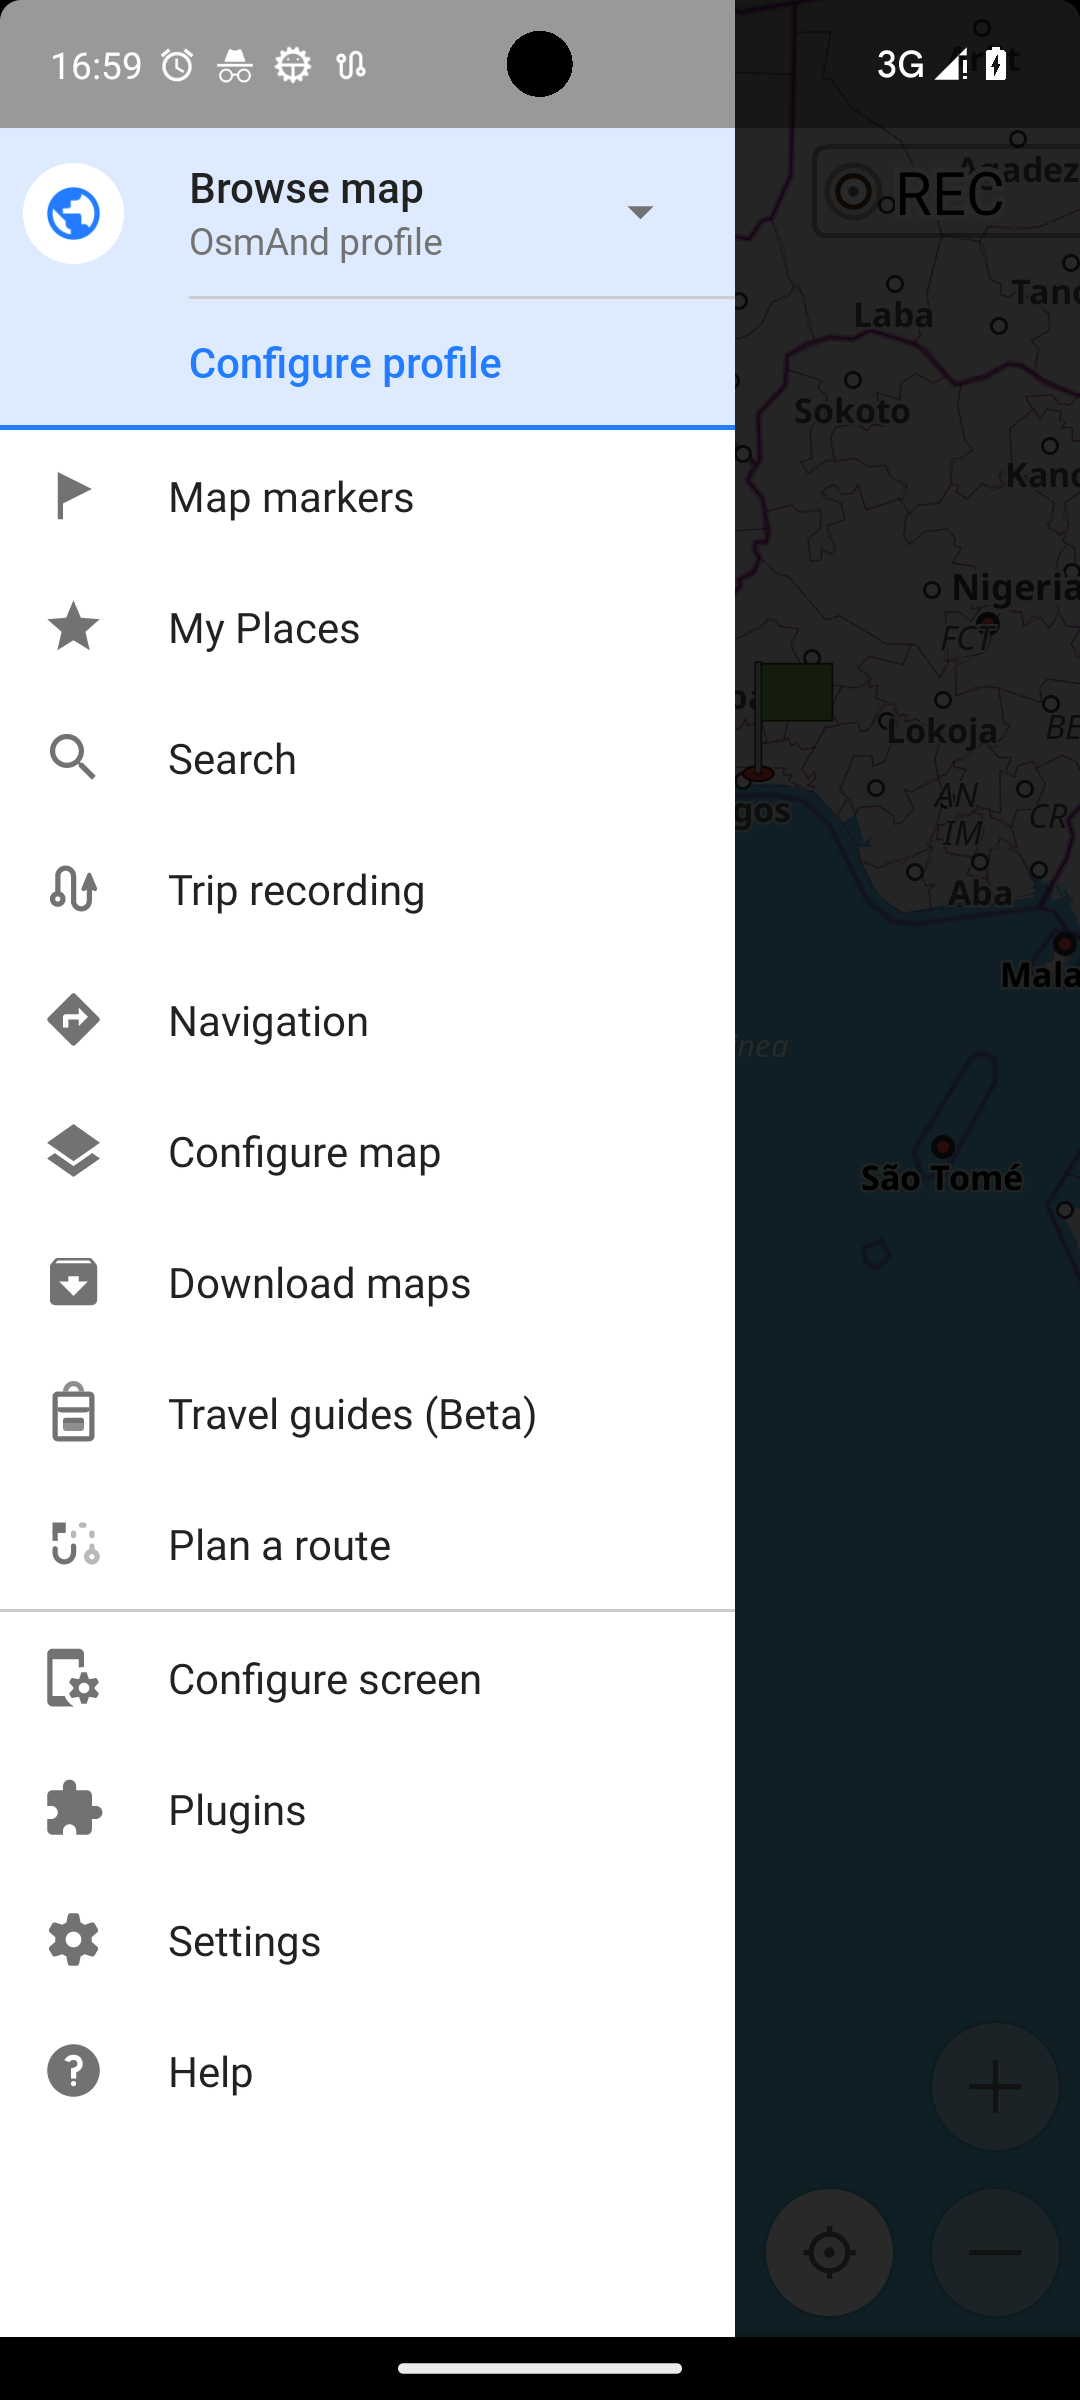 16:59
3G
Browse map
OsmAnd profile
Configure profile
Map markers
My Places
Search
Trip recording
Navigation
Configure map
Download maps
Travel guides (Beta)
Plan a route
Configure screen
Plugins
Settings
Help
Agadez
REC
Tano
Laba
Sokoto
Kano
Nigeria
FCT
Lokoja
BE
AN
gos
IM
CR
Aba
Mala
nea
São Tomé